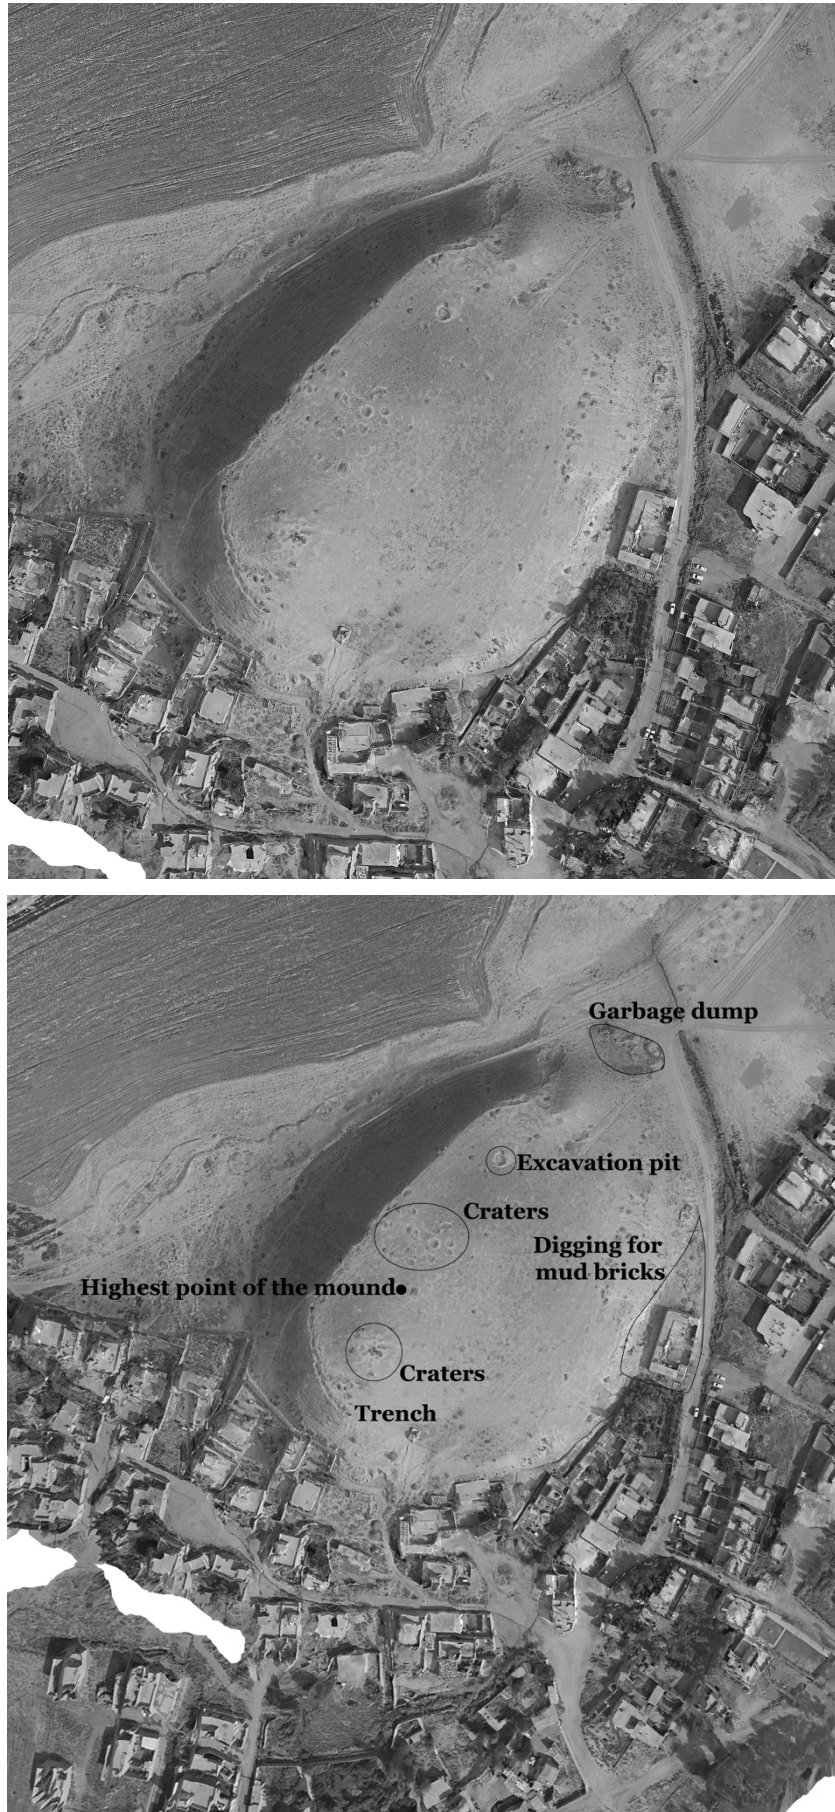 Garbage dump
Excavation pit
Craters
Digging for
mud bricks
Highest point of the mound
Craters
Trench